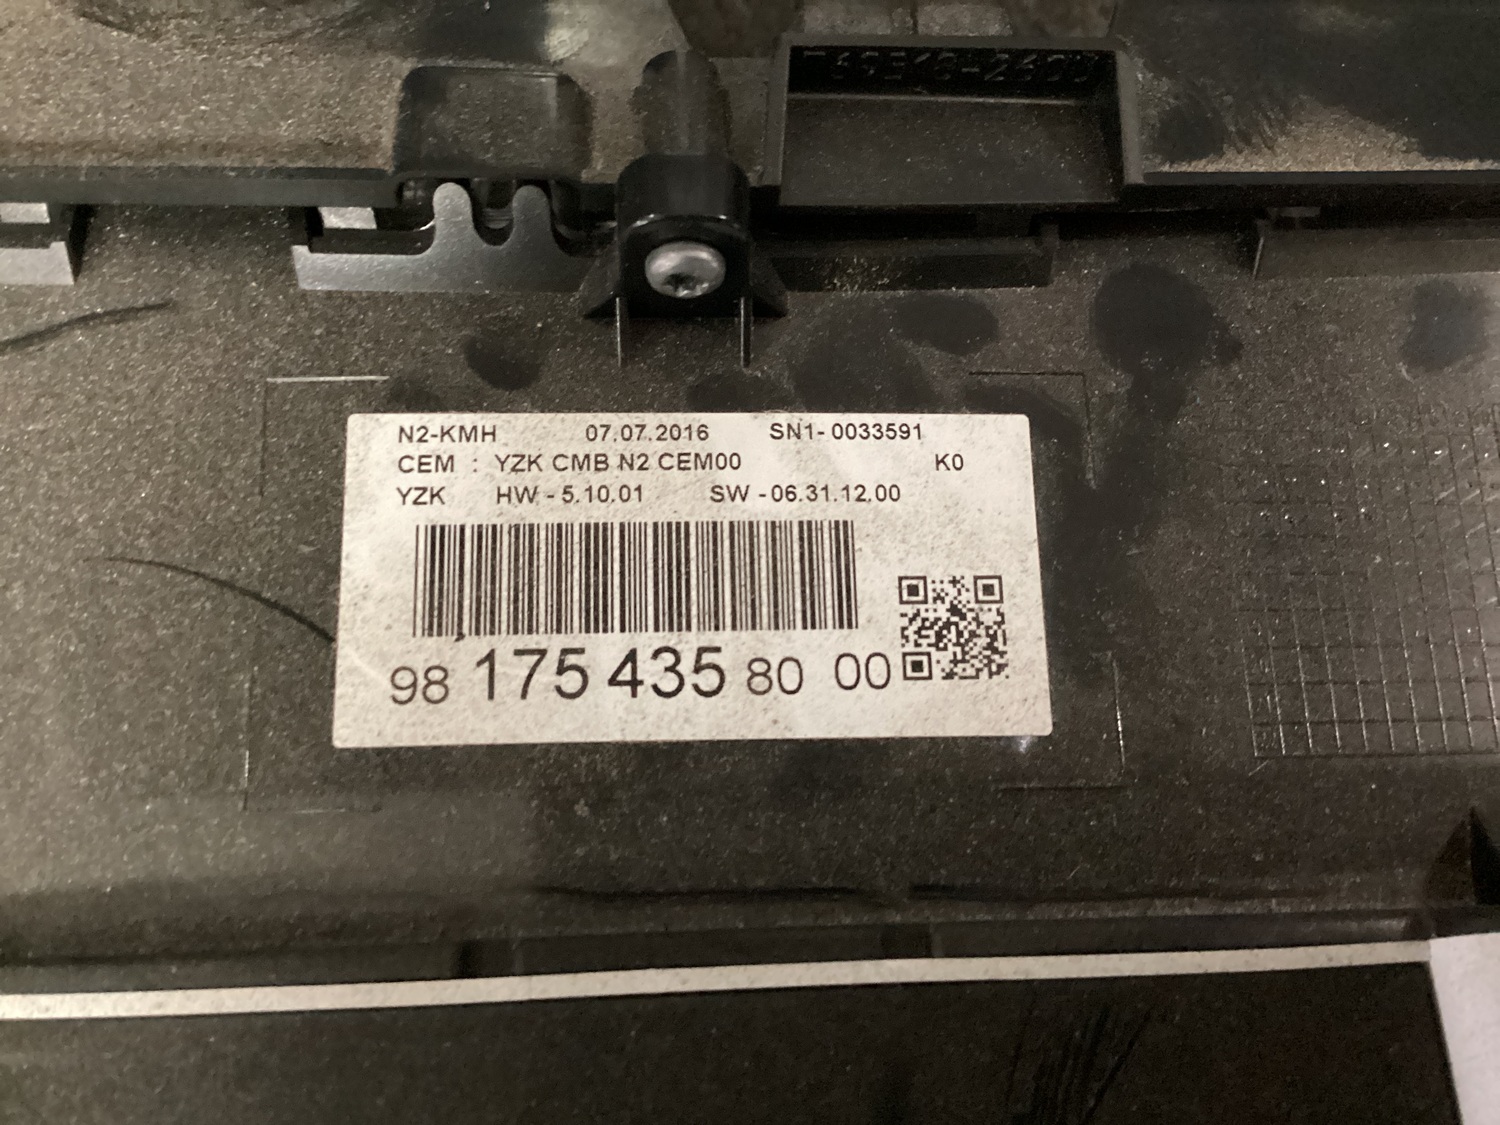 N2-KMH 07.07.2016 SN1- 0033591
CEM : YZK CMB N2 CEM00 K0
YZK HW - 5.10.01 SW - 06.31.12.00
98 175 435 80 00